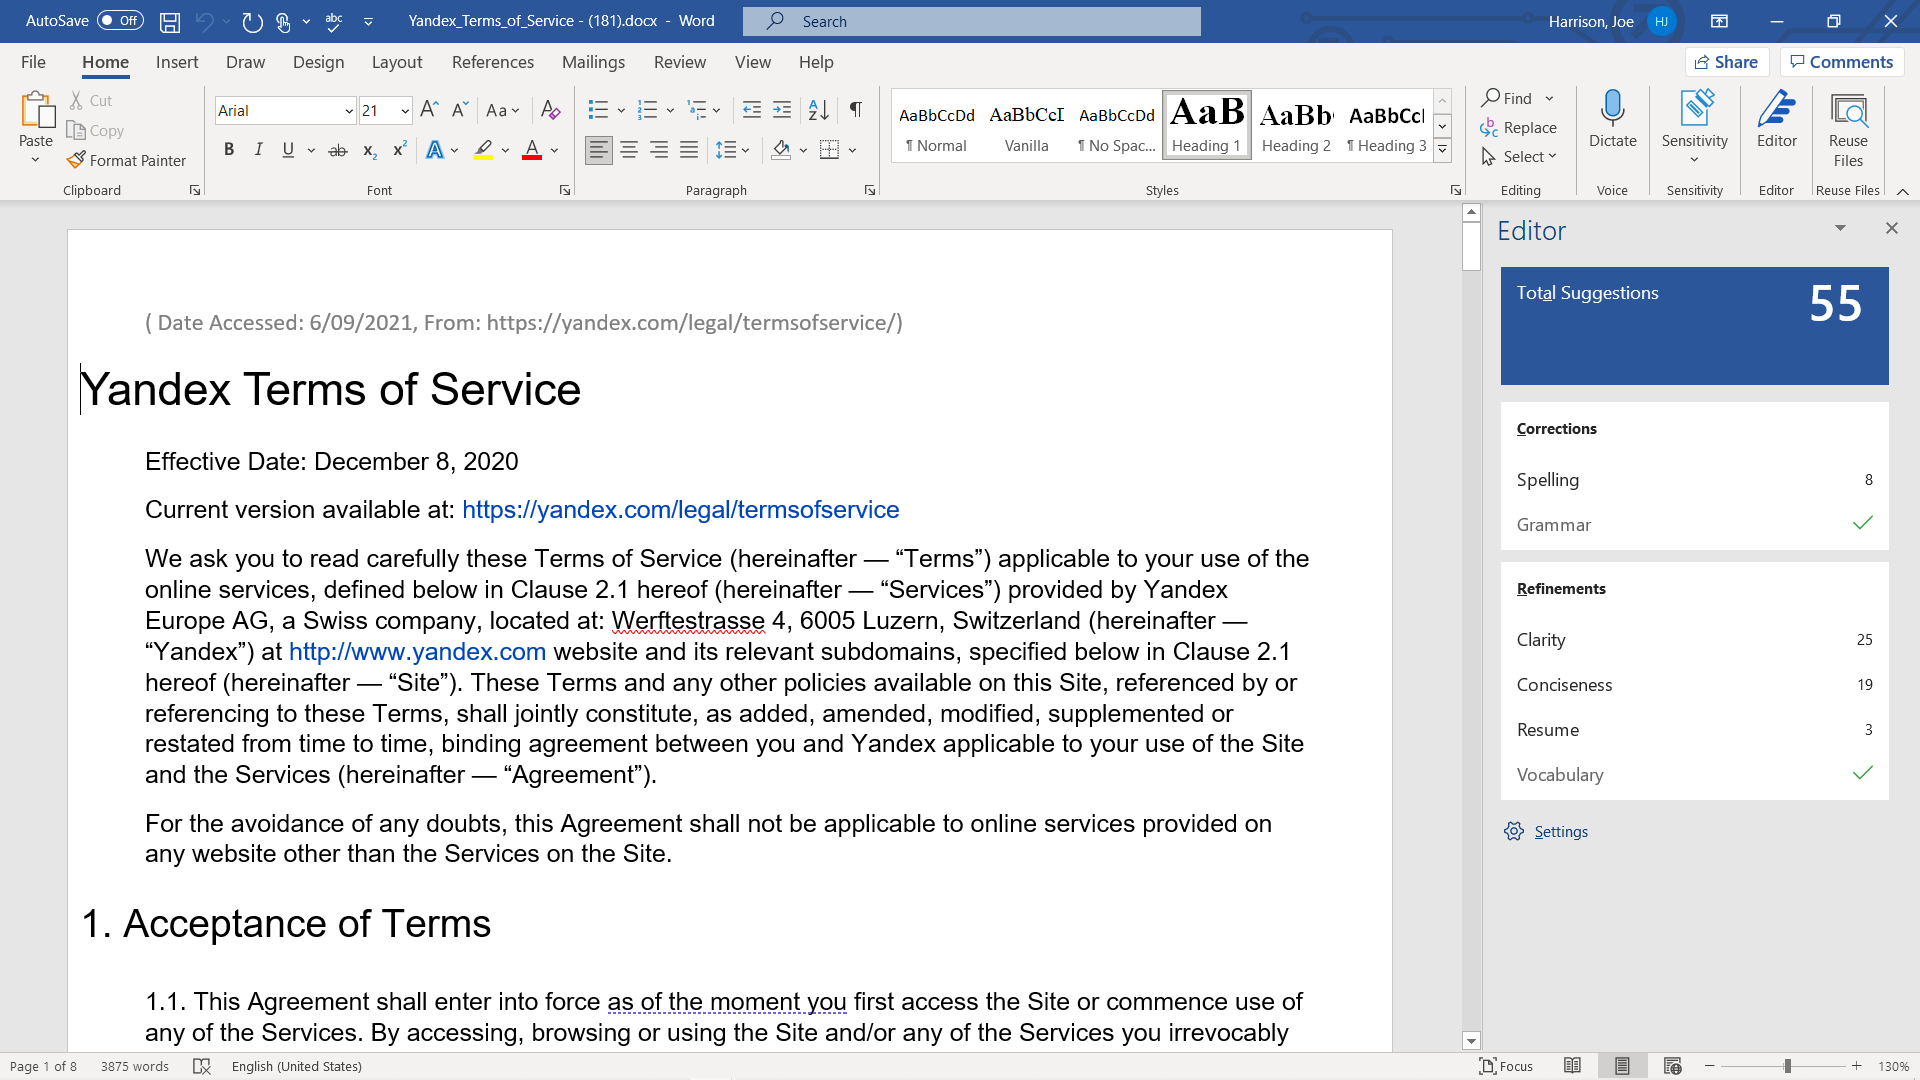 AutoSave Off Yandex_Terms_of_Service - (181).docx - Word Search Harrison, Joe HJ
File Home Insert Draw Design Layout References Mailings Review View Help Share Comments
Paste
Cut
Copy
Format Painter
Clipboard
Arial 21
Font
Paragraph
AaBbCcDd AaBbCcI AaBbCcDd AaB AaBb AaBbCc
¶ Normal Vanilla ¶ No Spac... Heading 1 Heading 2 ¶ Heading 3
Styles
Find
Replace
Select
Editing
Dictate
Voice
Sensitivity
Sensitivity
Editor
Editor
Reuse
Files
Reuse Files
( Date Accessed: 6/09/2021, From: https://yandex.com/legal/termsofservice/)
Yandex Terms of Service
Effective Date: December 8, 2020
Current version available at: https://yandex.com/legal/termsofservice
We ask you to read carefully these Terms of Service (hereinafter — “Terms”) applicable to your use of the
online services, defined below in Clause 2.1 hereof (hereinafter — “Services”) provided by Yandex
Europe AG, a Swiss company, located at: Werftestrasse 4, 6005 Luzern, Switzerland (hereinafter —
“Yandex”) at http://www.yandex.com website and its relevant subdomains, specified below in Clause 2.1
hereof (hereinafter — “Site”). These Terms and any other policies available on this Site, referenced by or
referencing to these Terms, shall jointly constitute, as added, amended, modified, supplemented or
restated from time to time, binding agreement between you and Yandex applicable to your use of the Site
and the Services (hereinafter — “Agreement”).
For the avoidance of any doubts, this Agreement shall not be applicable to online services provided on
any website other than the Services on the Site.
1. Acceptance of Terms
1.1. This Agreement shall enter into force as of the moment you first access the Site or commence use of
any of the Services. By accessing, browsing or using the Site and/or any of the Services you irrevocably
Editor
Total Suggestions 55
Corrections
Spelling 8
Grammar
Refinements
Clarity 25
Conciseness 19
Resume 3
Vocabulary
Settings
Page 1 of 8 3875 words English (United States) Focus 130%